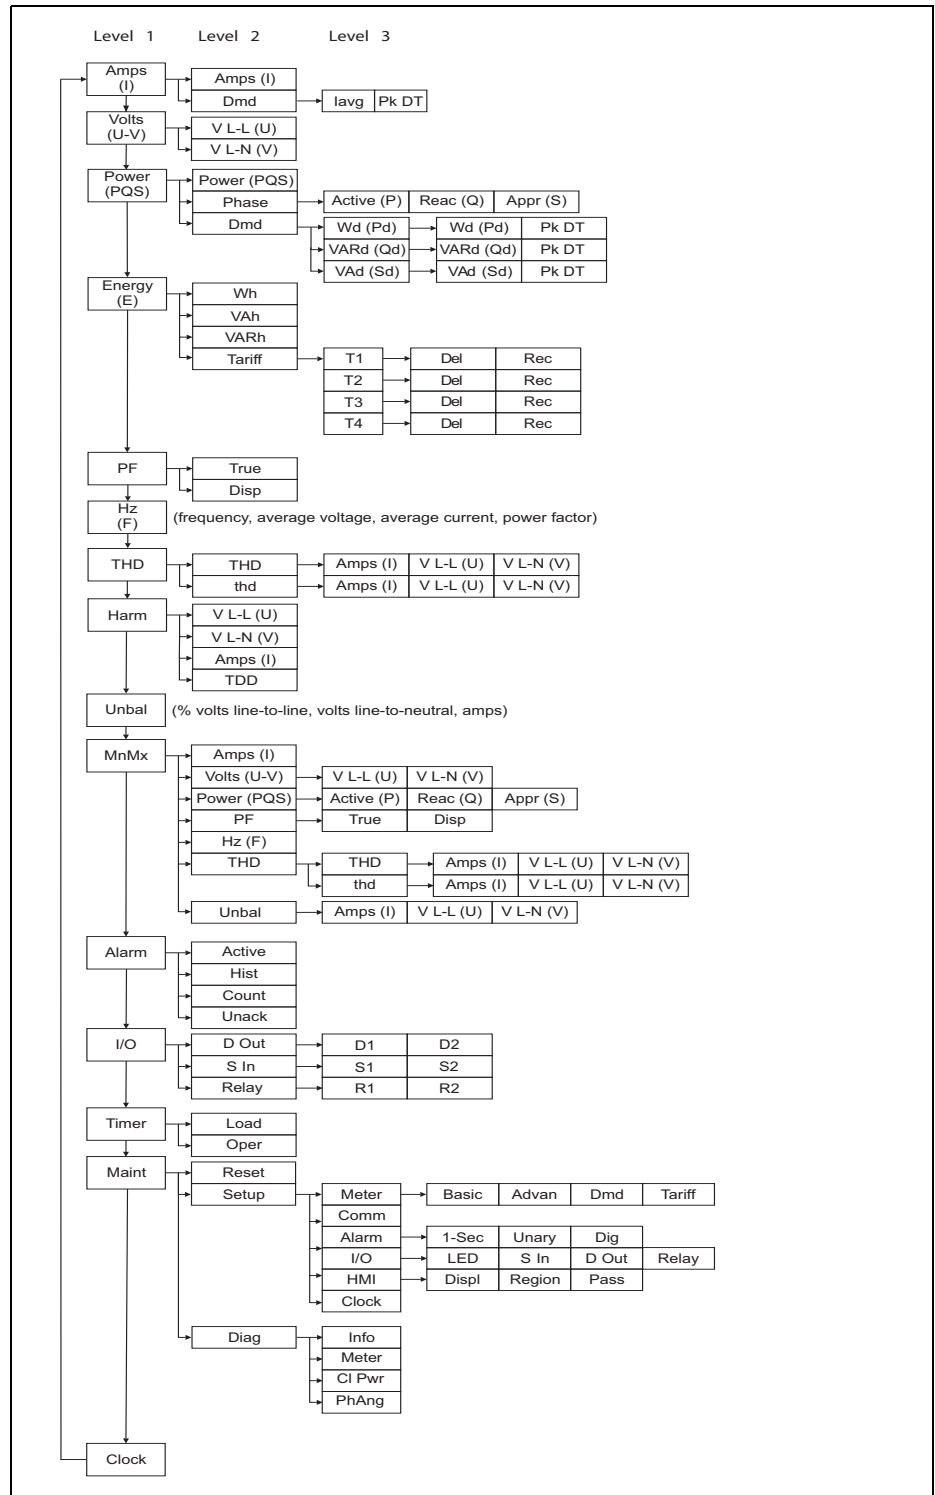 Level 1 Level 2 Level 3
Amps (I) Amps (I)
Dmd Iavg Pk DT
Volts (U-V) V L-L (U)
V L-N (V)
Power (PQS) Power (PQS)
Phase Active (P) Reac (Q) Appr (S)
Dmd Wd (Pd) Wd (Pd) Pk DT
VARd (Qd) VARd (Qd) Pk DT
VAd (Sd) VAd (Sd) Pk DT
Energy (E) Wh
VAh
VARh
Tariff T1 Del Rec
T2 Del Rec
T3 Del Rec
T4 Del Rec
PF True
Disp
Hz (F) (frequency, average voltage, average current, power factor)
THD THD Amps (I) V L-L (U) V L-N (V)
thd Amps (I) V L-L (U) V L-N (V)
Harm V L-L (U)
V L-N (V)
Amps (I)
TDD
Unbal (% volts line-to-line, volts line-to-neutral, amps)
MnMx Amps (I)
Volts (U-V) V L-L (U) V L-N (V)
Power (PQS) Active (P) Reac (Q) Appr (S)
PF True Disp
Hz (F)
THD THD Amps (I) V L-L (U) V L-N (V)
thd Amps (I) V L-L (U) V L-N (V)
Unbal Amps (I) V L-L (U) V L-N (V)
Alarm Active
Hist
Count
Unack
I/O D Out D1 D2
S In S1 S2
Relay R1 R2
Timer Load
Oper
Maint Reset
Setup Meter Basic Advan Dmd Tariff
Comm
Alarm 1-Sec Unary Dig
I/O LED S In D Out Relay
HMI Displ Region Pass
Clock
Diag Info
Meter
CI Pwr
PhAng
Clock